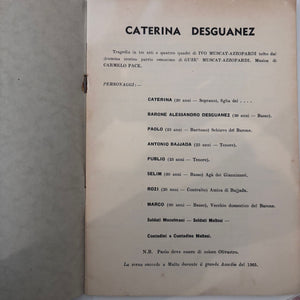 CATERINA DESGUANEZ
Tragedia in tre atti e quattro quadri di IVO MUSCAT-AZZOPARDI tolto dal
dramma storico patrio omonimo di GUZE' MUSCAT-AZZOPARDI. Musica di
CARMELO PACE.
PERSONAGGI:—
CATERINA (20 anni — Soprano), figlia del . . . .
BARONE ALESSANDRO DESGUANEZ (50 anni — Basso).
PAOLO (25 anni — Baritono) Schiavo del Barone.
ANTONIO BAJJADA (25 anni — Tenore).
PUBLIO (25 anni — Tenore).
SELIM (40 anni — Basso) Agà dei Giannizzeri.
ROZI (20 anni — Contralto) Amica di Bajjada.
MARCO (60 anni — Basso), Vecchio domestico del Barone.
Soldati Musulmani — Soldati Maltesi —
Contadini e Contadine Maltesi.
N.B. Paolo deve essere di colore Olivastro.
La scena succede a Malta durante il grande Assedio del 1565.